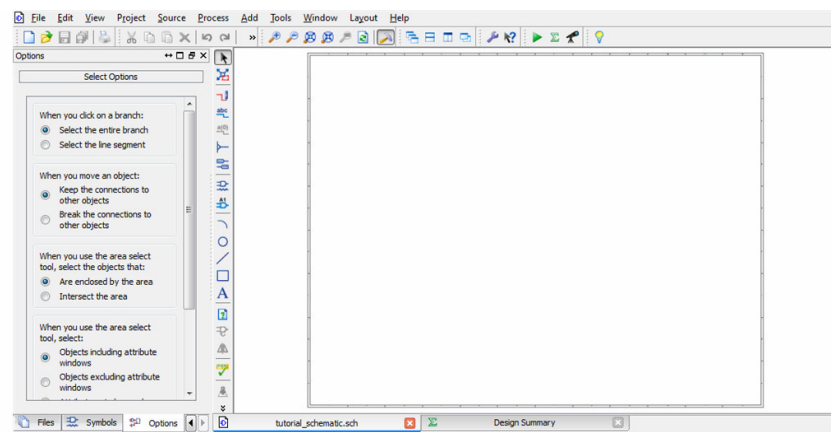 File Edit View Project Source Process Add Tools Window Layout Help
Options
Select Options
When you click on a branch:
Select the entire branch
Select the line segment
When you move an object:
Keep the connections to
other objects
Break the connections to
other objects
When you use the area select
tool, select the objects that:
Are enclosed by the area
Intersect the area
When you use the area select
tool, select:
Objects including attribute
windows
Objects excluding attribute
windows
abc
A1
A
Files Symbols Options tutorial_schematic.sch Design Summary